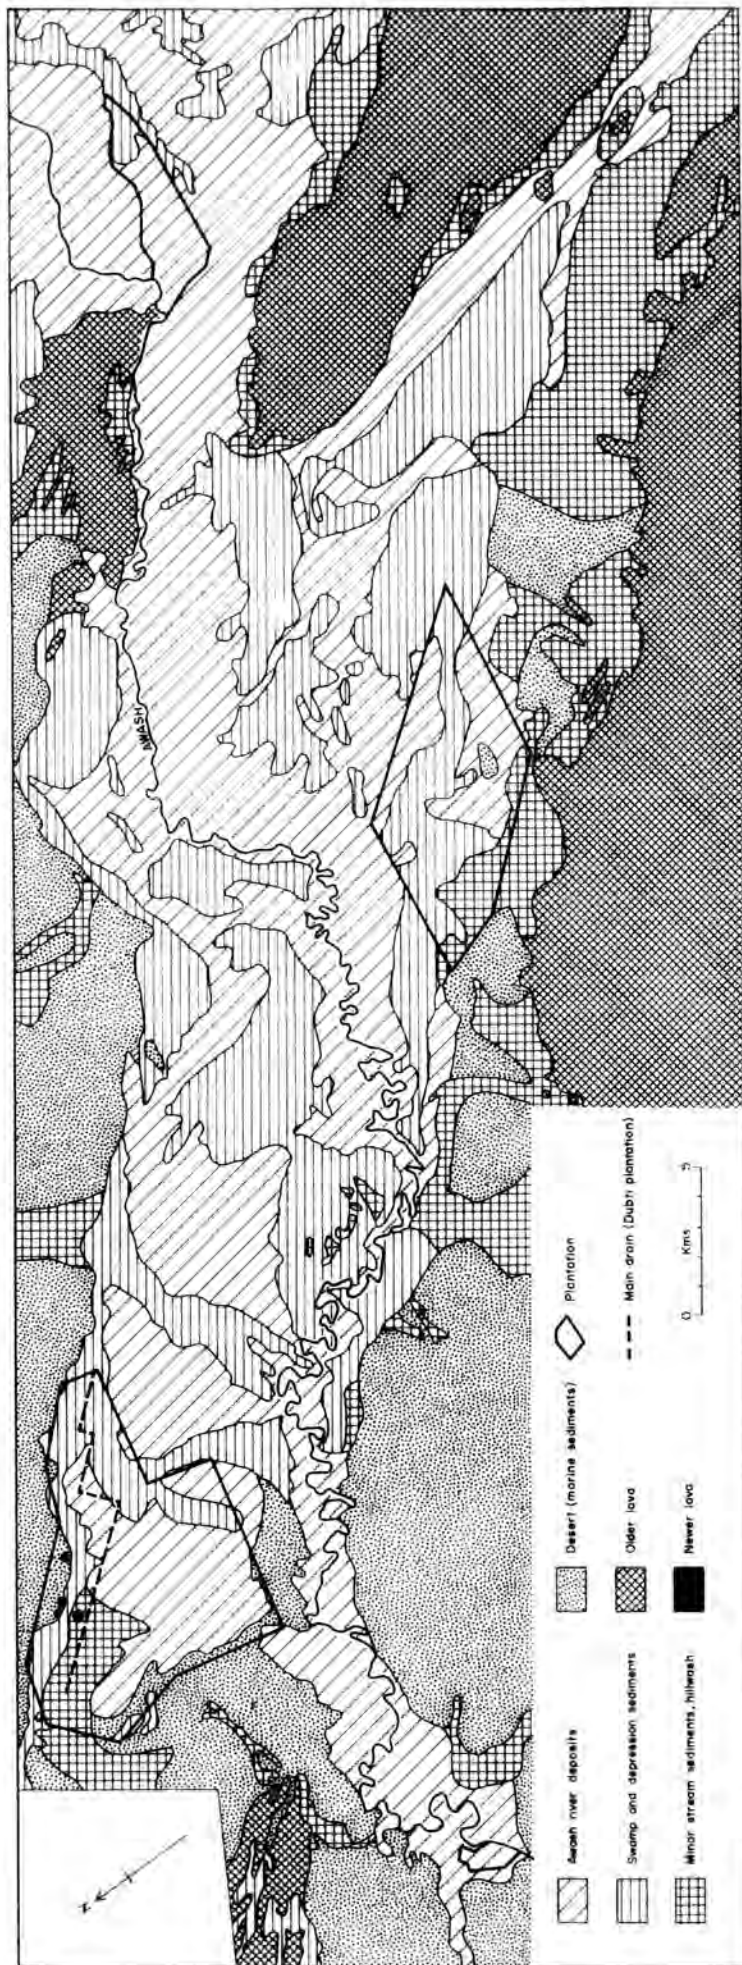 AWASH
N
Awash river deposits
Swamp and depression sediments
Minor stream sediments, hillwash
Desert (marine sediments)
Older lava
Newer lava
Plantation
Main drain (Dubti plantation)
0 5
Kms